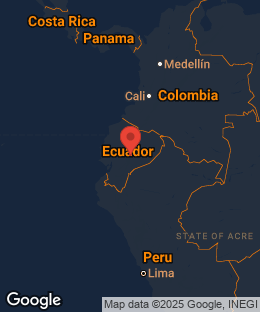 Costa Rica
Panama
Medellín
Cali
Colombia
Ecuador
STATE OF ACRE
Peru
Lima
Google
Map data ©2025 Google, INEGI